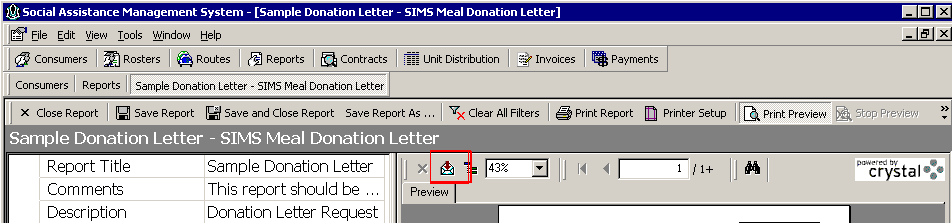 Social Assistance Management System - [Sample Donation Letter - SIMS Meal Donation Letter]
File Edit View Tools Window Help
Consumers Rosters Routes Reports Contracts Unit Distribution Invoices Payments
Consumers Reports Sample Donation Letter - SIMS Meal Donation Letter
Close Report Save Report Save and Close Report Save Report As ... Clear All Filters Print Report Printer Setup Print Preview Stop Preview
Sample Donation Letter - SIMS Meal Donation Letter
Report Title Sample Donation Letter
43% 1 / 1+
powered by
crystal
Comments This report should be ...
Preview
Description Donation Letter Request